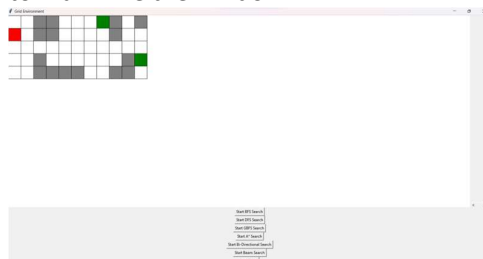 Grid Environment
Start BFS Search
Start DFS Search
Start GBFS Search
Start A* Search
Start Bi-Directional Search
Start Beam Search